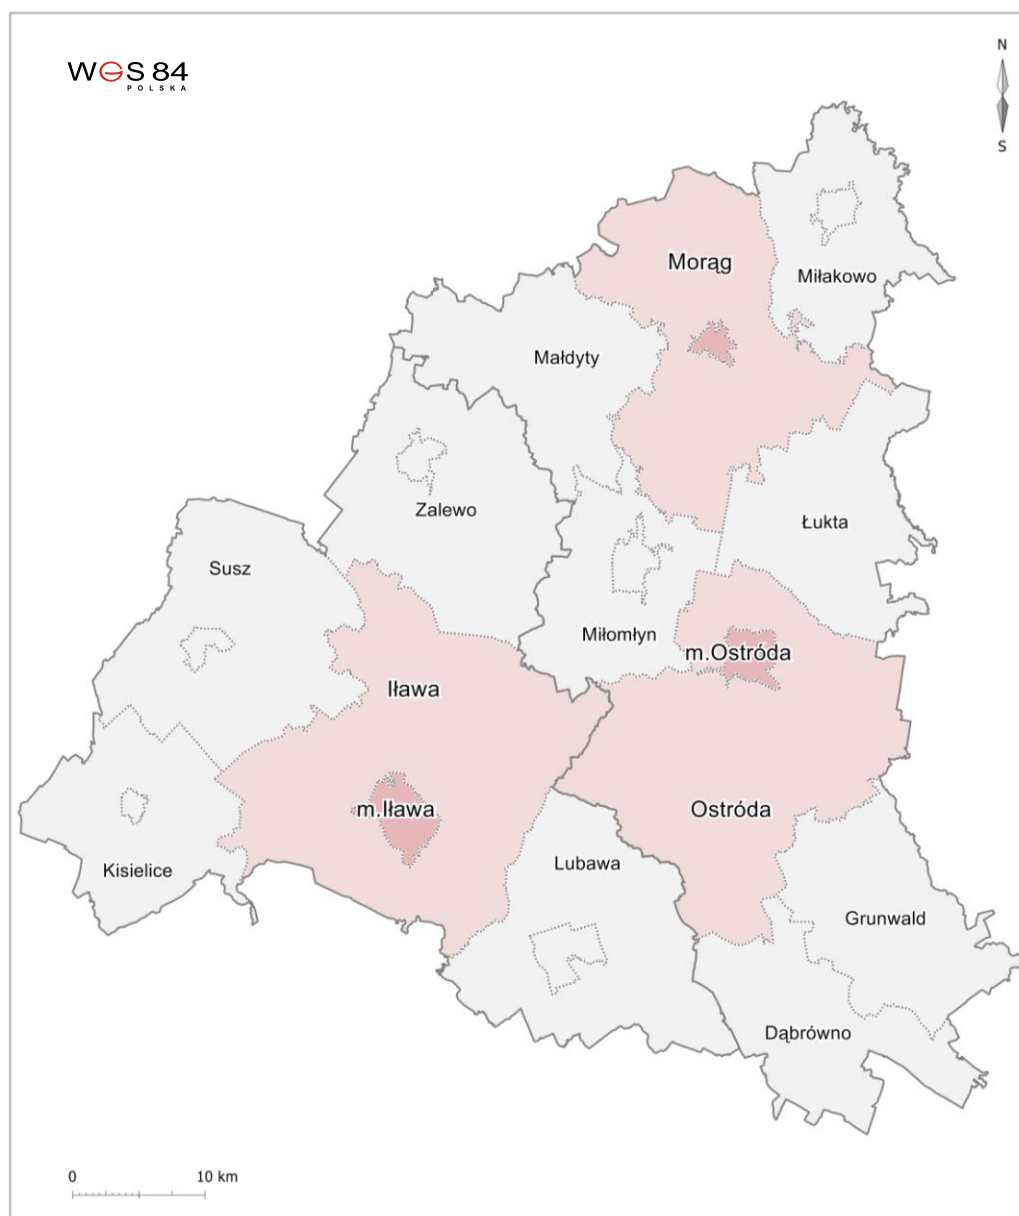 WGS 84
POLSKA
N
S
Morąg
Miłakowo
Małdyty
Zalewo
Łukta
Susz
Miłomłyn
m.Ostróda
Iława
m.Iława
Ostróda
Lubawa
Kisielice
Grunwald
Dąbrówno
0 10 km